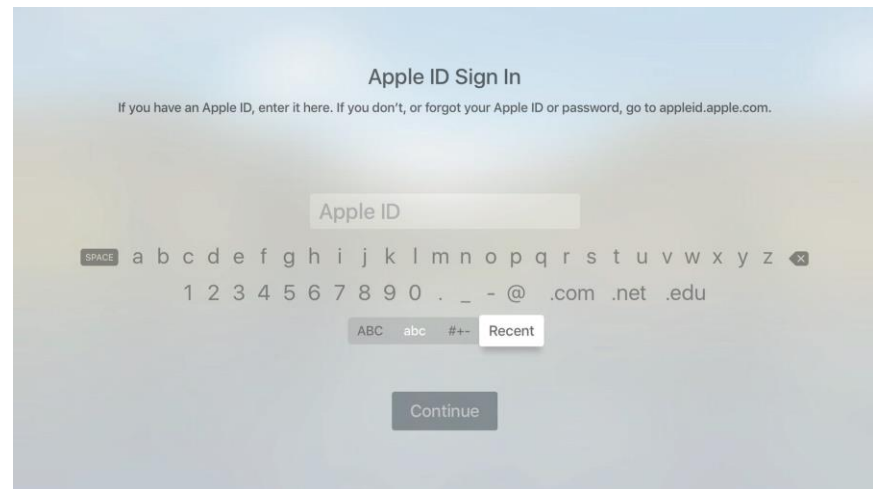 Apple ID Sign In
If you have an Apple ID, enter it here. If you don't, or forgot your Apple ID or password, go to appleid.apple.com.
Apple ID
SPACE a b c d e f g h i j k l m n o p q r s t u v w x y z
1 2 3 4 5 6 7 8 9 0 . _ - @ .com .net .edu
ABC abc #+- Recent
Continue